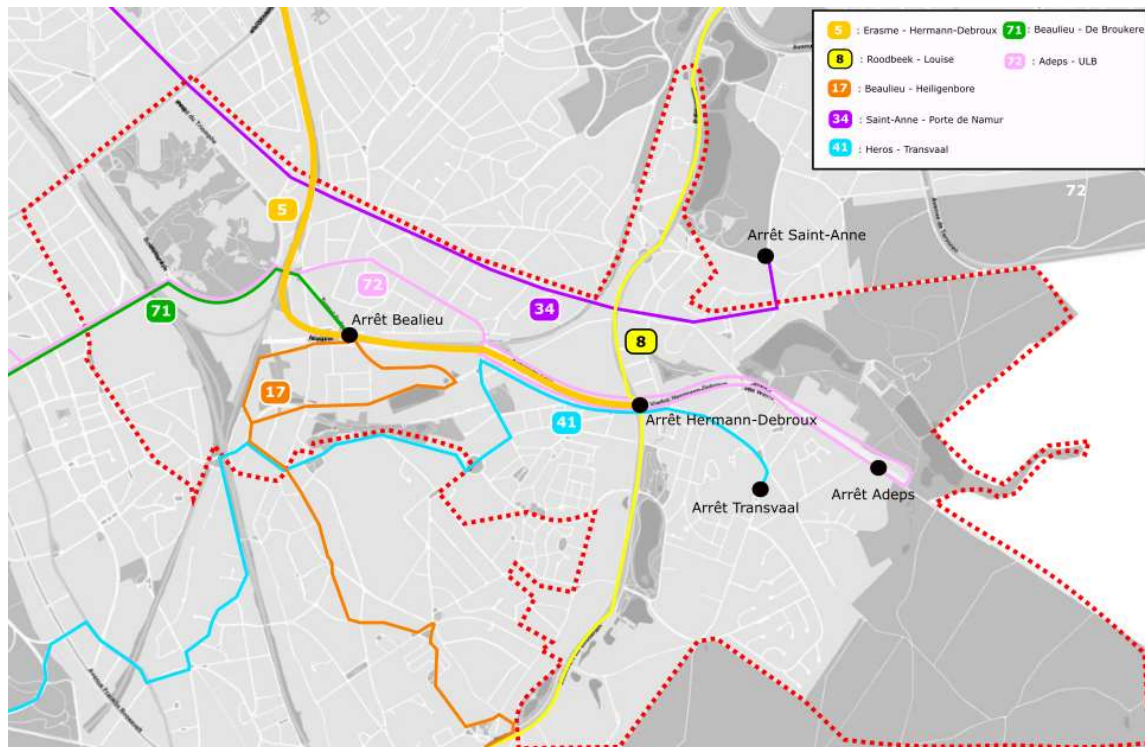 5 : Erasme - Hermann-Debroux
71 : Beaulieu - De Broukere
8 : Roodbeek - Louise
72 : Adeps - ULB
17 : Beaulieu - Heiligenbore
34 : Saint-Anne - Porte de Namur
41 : Heros - Transvaal
72
5
Arrêt Saint-Anne
72
71
34
Arrêt Bealieu
8
17
Arrêt Hermann-Debroux
41
Arrêt Adeps
Arrêt Transvaal